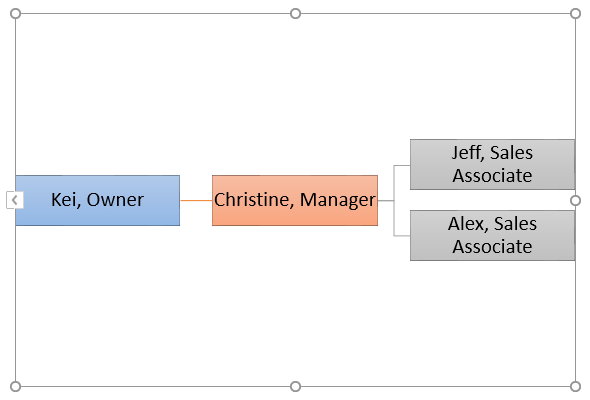 Kei, Owner
Christine, Manager
Jeff, Sales
Associate
Alex, Sales
Associate